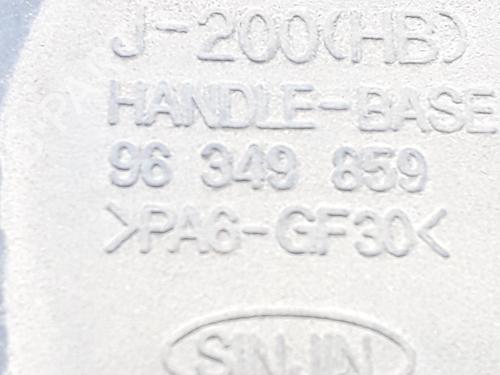 J-200(HB)
HANDLE-BASE
96 349 859
>PA6-GF30<
SINJIN